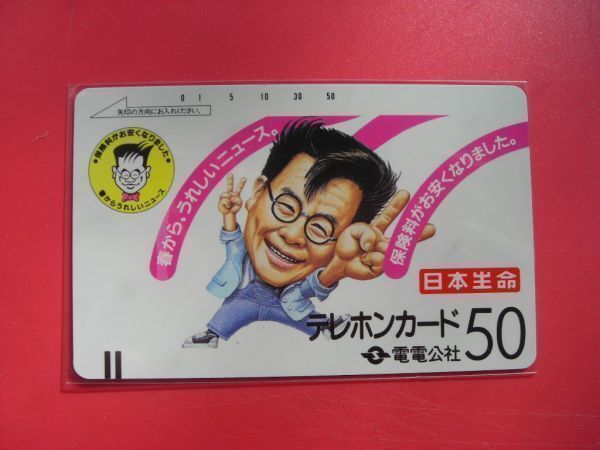 0 1 5 10 30 50
矢印の方向にお入れください。
•保険料がお安くなりました•
春からうれしいニュース
春から、うれしいニュース。
保険料がお安くなりました。
日本生命
テレホンカード
電電公社
50